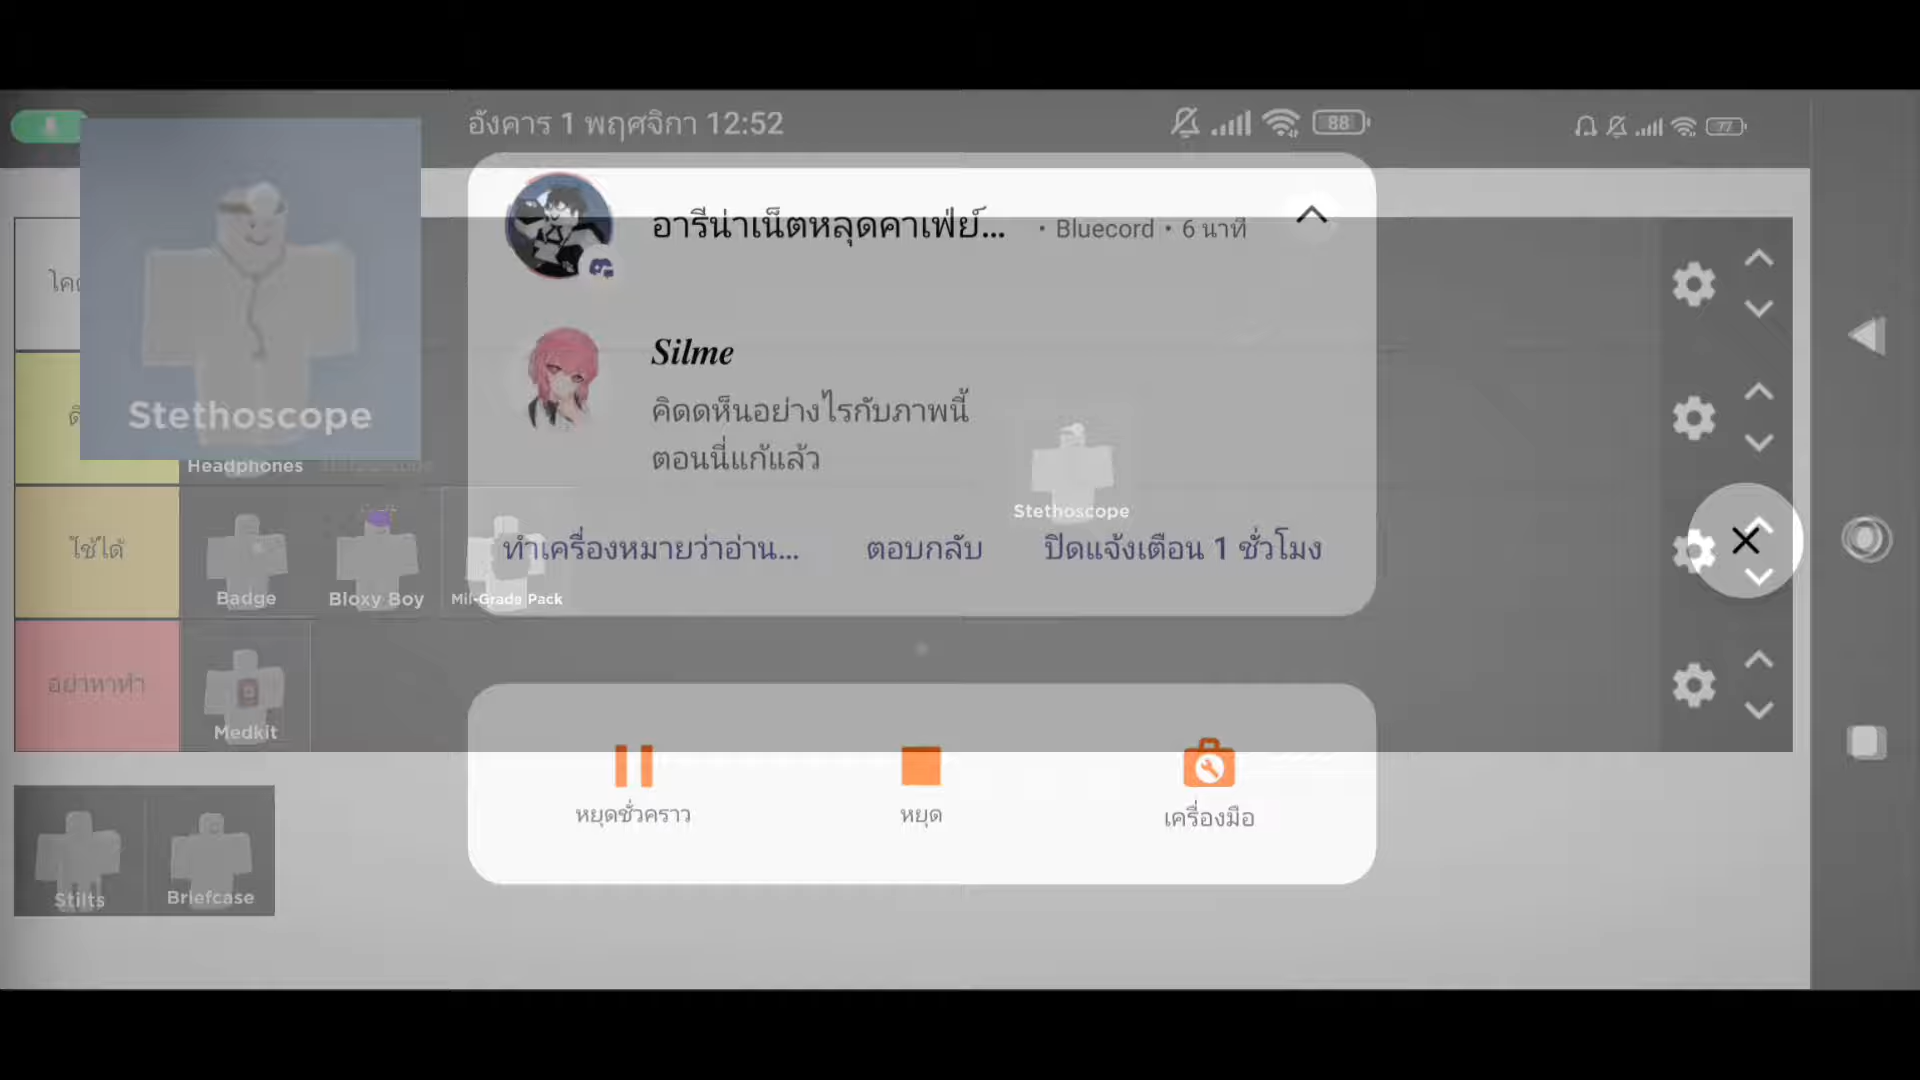 อังคาร 1 พฤศจิกา 12:52
88
77
อารีน่าเน็ตหลุดคาเฟ่ย์... • Bluecord • 6 นาที
Silme
คิดดห็นอย่างไรกับภาพนี้
ตอนนี่แก้แล้ว
ทำเครื่องหมายว่าอ่าน...
ตอบกลับ
ปิดแจ้งเตือน 1 ชั่วโมง
Stethoscope
Headphones
Stethoscope
ใช้ได้
Badge
Bloxy Boy
Mil-Grade Pack
อย่าหาทำ
Medkit
หยุดชั่วคราว
หยุด
เครื่องมือ
Stilts
Briefcase